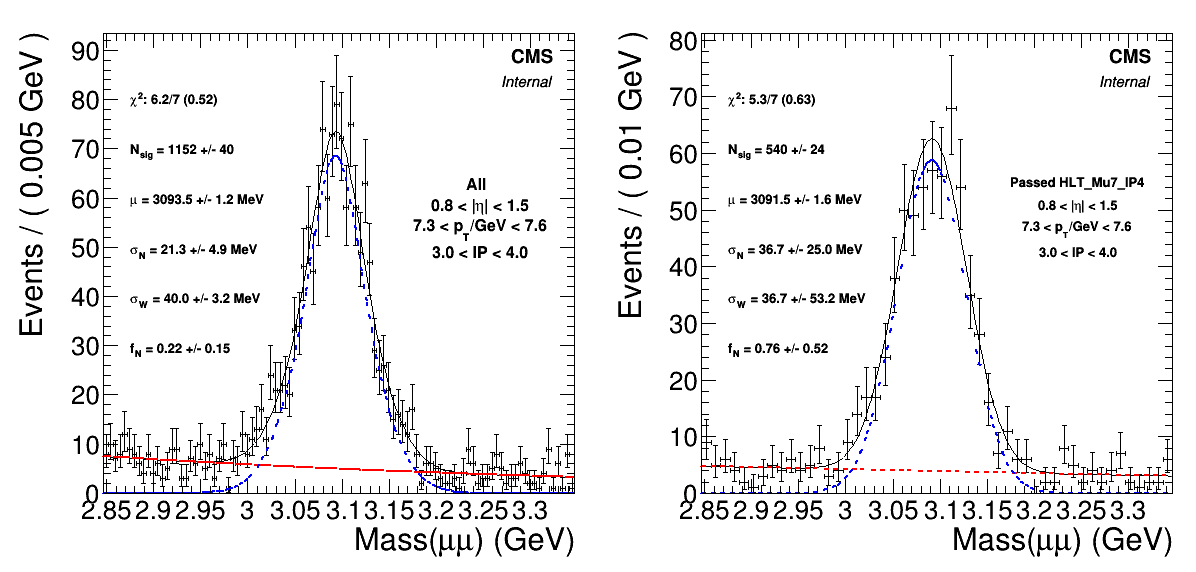 CMS
Internal
χ²: 6.2/7 (0.52)
N_sig = 1152 +/- 40
μ = 3093.5 +/- 1.2 MeV
σ_N = 21.3 +/- 4.9 MeV
σ_W = 40.0 +/- 3.2 MeV
f_N = 0.22 +/- 0.15
All
0.8 < |η| < 1.5
7.3 < p_T/GeV < 7.6
3.0 < IP < 4.0
Events / ( 0.005 GeV )
90
80
70
60
50
40
30
20
10
0
2.85 2.9 2.95 3 3.05 3.1 3.15 3.2 3.25 3.3
Mass(μμ) (GeV)
CMS
Internal
χ²: 5.3/7 (0.63)
N_sig = 540 +/- 24
μ = 3091.5 +/- 1.6 MeV
σ_N = 36.7 +/- 25.0 MeV
σ_W = 36.7 +/- 53.2 MeV
f_N = 0.76 +/- 0.52
Passed HLT_Mu7_IP4
0.8 < |η| < 1.5
7.3 < p_T/GeV < 7.6
3.0 < IP < 4.0
Events / ( 0.01 GeV )
80
70
60
50
40
30
20
10
0
2.85 2.9 2.95 3 3.05 3.1 3.15 3.2 3.25 3.3
Mass(μμ) (GeV)